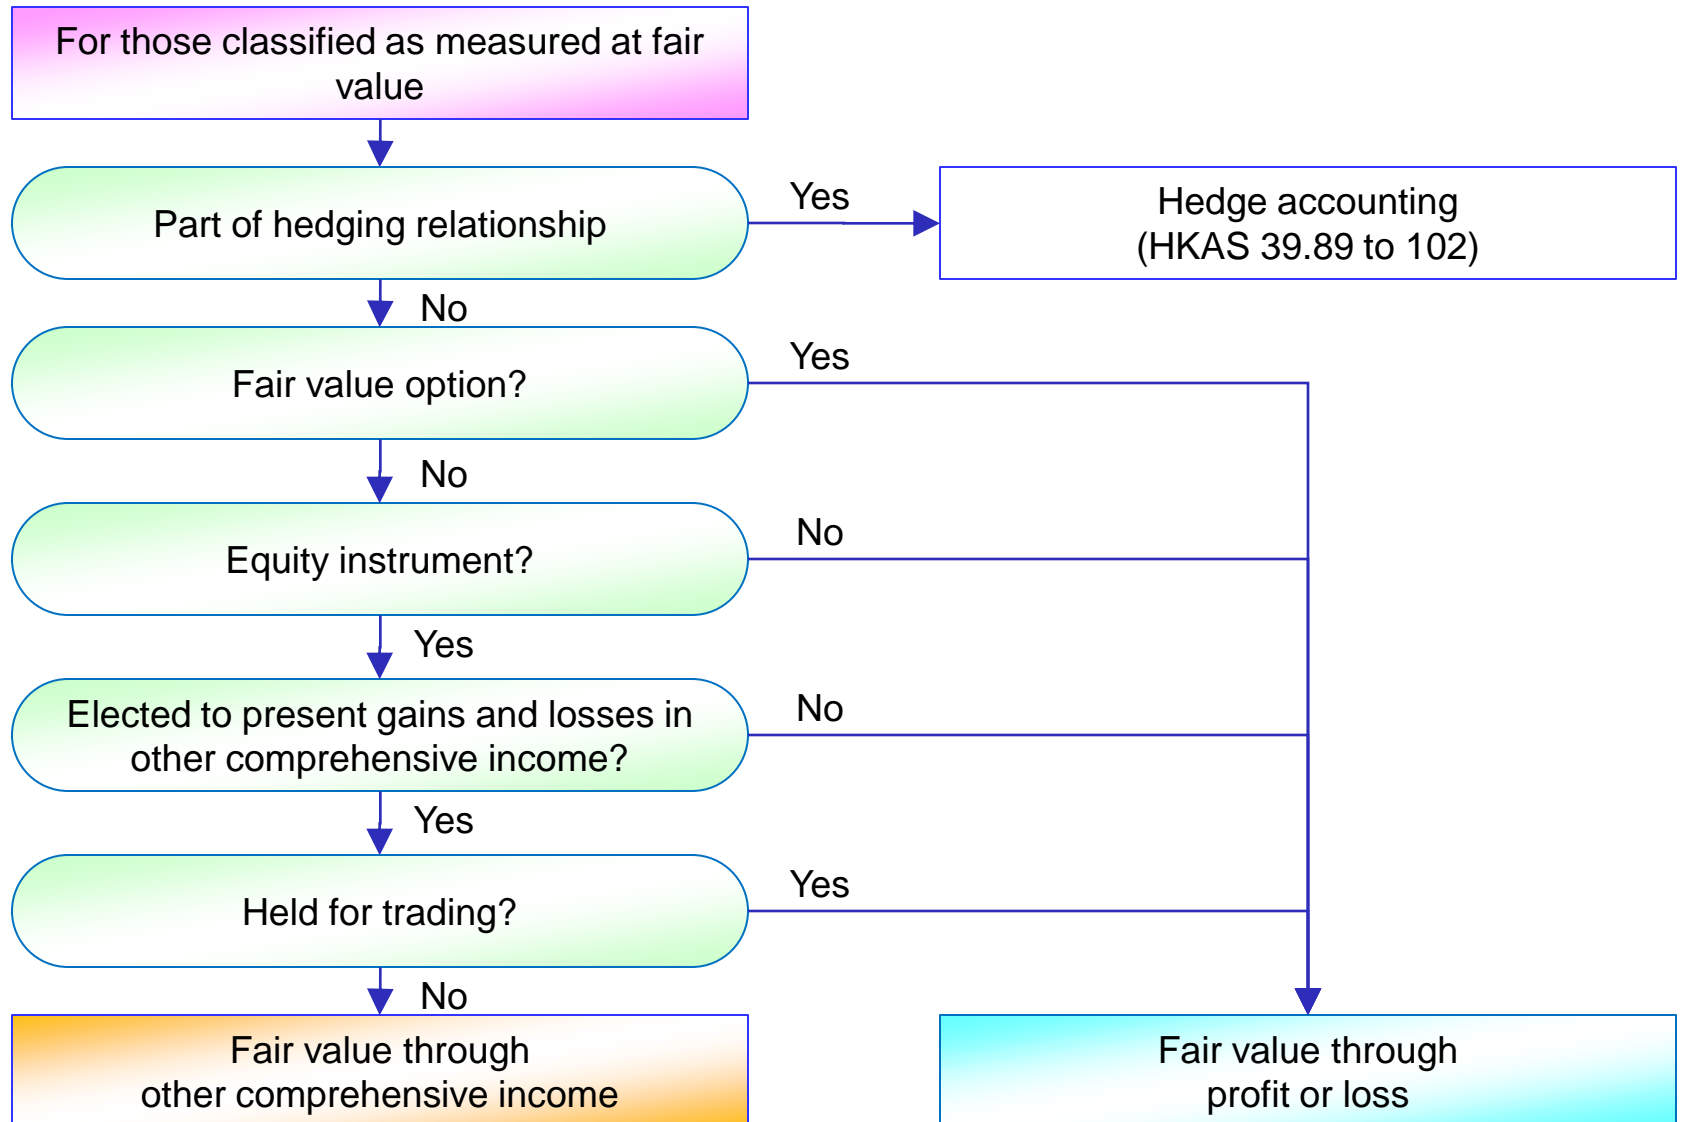 For those classified as measured at fair
value
Part of hedging relationship
Yes
Hedge accounting
(HKAS 39.89 to 102)
No
Fair value option?
Yes
No
Equity instrument?
No
Yes
Elected to present gains and losses in
other comprehensive income?
No
Yes
Held for trading?
Yes
No
Fair value through
other comprehensive income
Fair value through
profit or loss